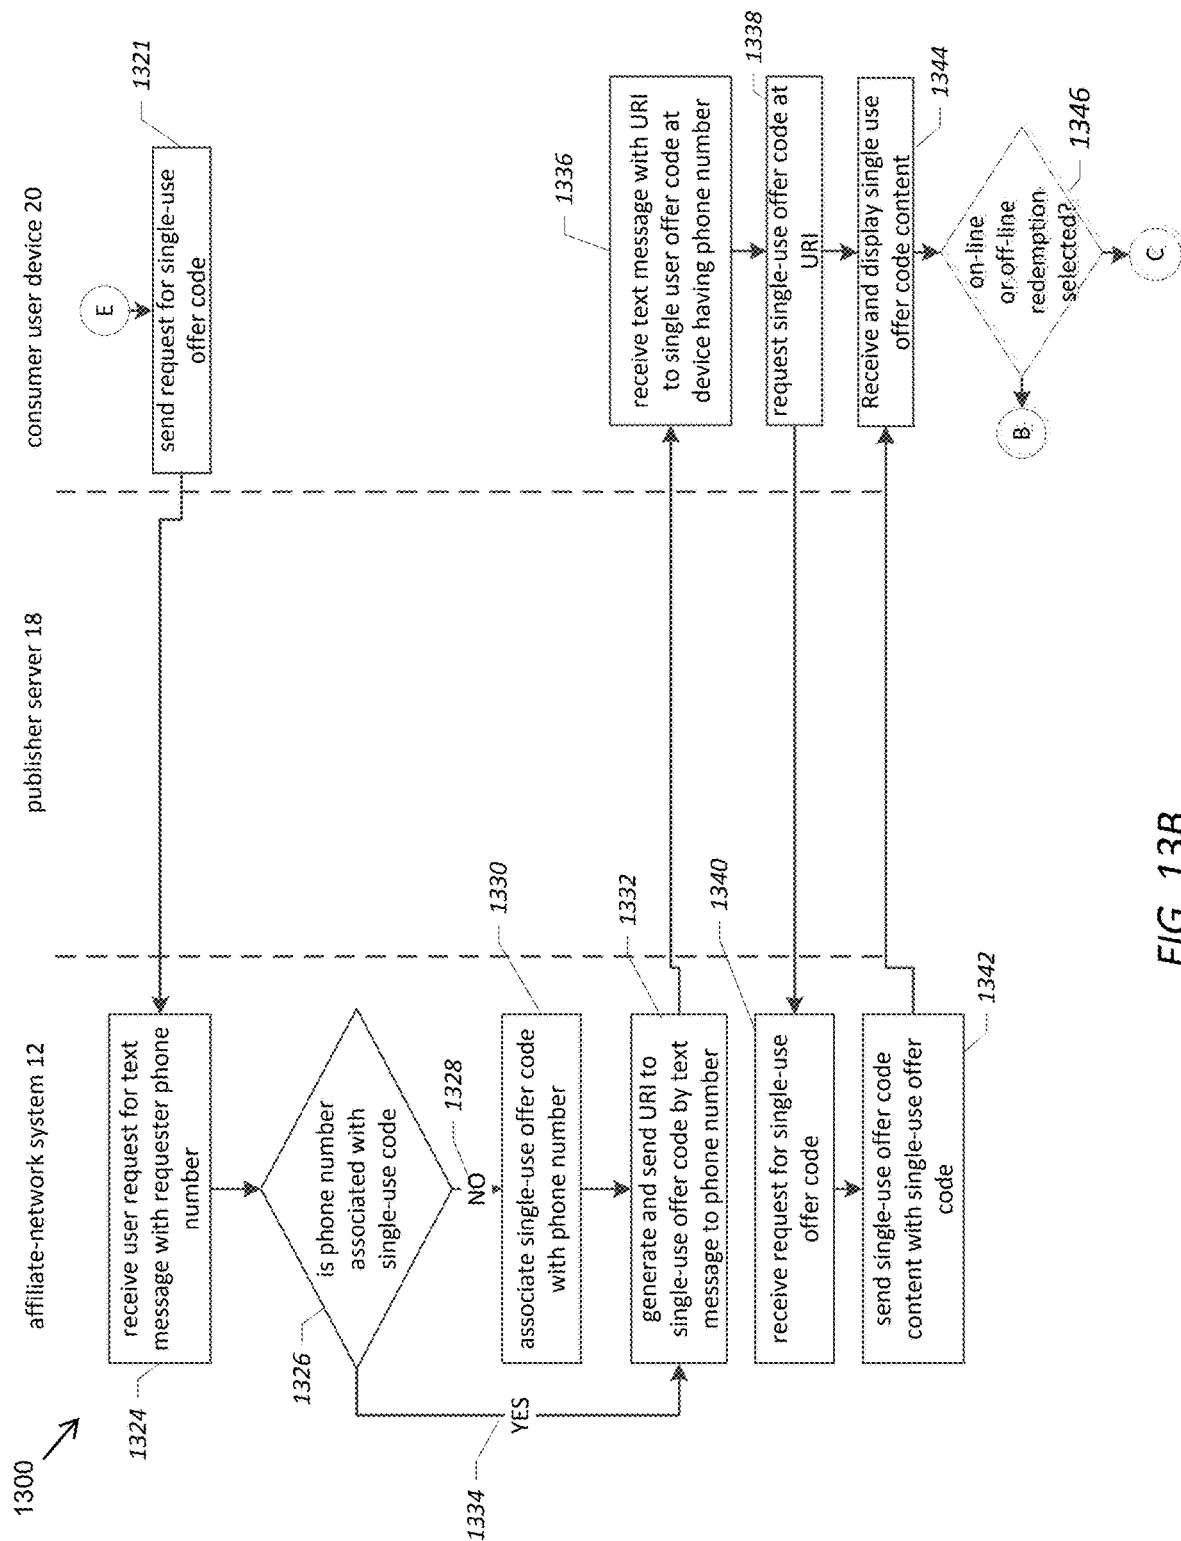 1300
affiliate-network system 12
publisher server 18
consumer user device 20
E
1321
send request for single-use
offer code
1324
receive user request for text
message with requester phone
number
1326
is phone number
associated with
single-use code
NO
1328
YES
1334
1330
associate single-use offer code
with phone number
1332
generate and send URI to
single-use offer code by text
message to phone number
1336
receive text message with URI
to single user offer code at
device having phone number
1338
request single-use offer code at
URI
1340
receive request for single-use
offer code
1342
send single-use offer code
content with single-use offer
code
1344
Receive and display single use
offer code content
1346
on-line
or off-line
redemption
selected?
B
C
FIG. 13B